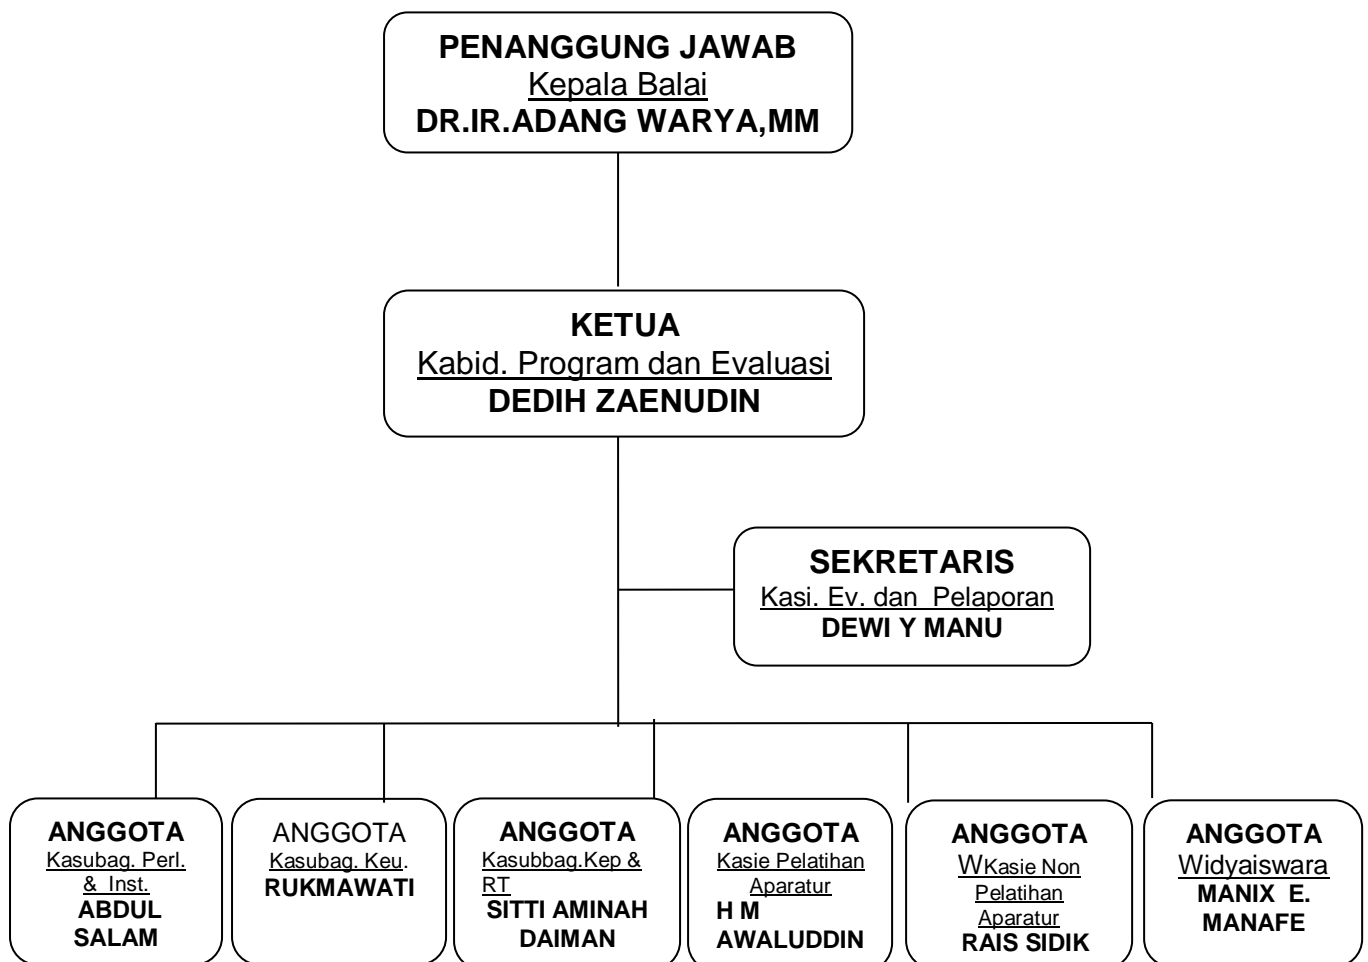 PENANGGUNG JAWAB
Kepala Balai
DR.IR.ADANG WARYA,MM
KETUA
Kabid. Program dan Evaluasi
DEDIH ZAENUDIN
SEKRETARIS
Kasi. Ev. dan Pelaporan
DEWI Y MANU
ANGGOTA
Kasubag. Perl.
& Inst.
ABDUL
SALAM
ANGGOTA
Kasubag. Keu.
RUKMAWATI
ANGGOTA
Kasubbag.Kep &
RT
SITTI AMINAH
DAIMAN
ANGGOTA
Kasie Pelatihan
Aparatur
H M
AWALUDDIN
ANGGOTA
WKasie Non
Pelatihan
Aparatur
RAIS SIDIK
ANGGOTA
Widyaiswara
MANIX E.
MANAFE